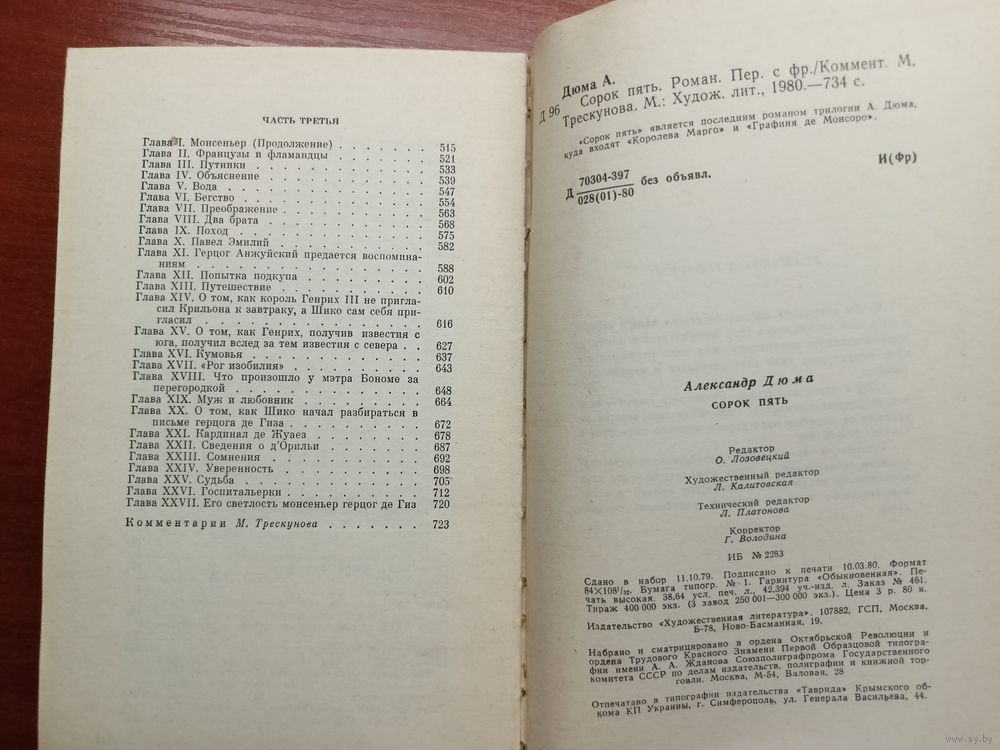 ЧАСТЬ ТРЕТЬЯ
Глава I. Монсеньер (Продолжение) . . . . . . . . 515
Глава II. Французы и фламандцы . . . . . . . . 521
Глава III. Путники . . . . . . . . 533
Глава IV. Объяснение . . . . . . . . 539
Глава V. Вода . . . . . . . . 547
Глава VI. Бегство . . . . . . . . 554
Глава VII. Преображение . . . . . . . . 563
Глава VIII. Два брата . . . . . . . . 568
Глава IX. Поход . . . . . . . . 575
Глава X. Павел Эмилий . . . . . . . . 582
Глава XI. Герцог Анжуйский предается воспомина-
ниям . . . . . . . . 588
Глава XII. Попытка подкупа . . . . . . . . 602
Глава XIII. Путешествие . . . . . . . . 610
Глава XIV. О том, как король Генрих III не пригла-
сил Крильона к завтраку, а Шико сам себя при-
гласил . . . . . . . . 616
Глава XV. О том, как Генрих, получив известия с
юга, получил вслед за тем известия с севера . . 627
Глава XVI. Кумовья . . . . . . . . 637
Глава XVII. «Рог изобилия» . . . . . . . . 643
Глава XVIII. Что произошло у мэтра Бономе за
перегородкой . . . . . . . . 648
Глава XIX. Муж и любовник . . . . . . . . 664
Глава XX. О том, как Шико начал разбираться в
письме герцога де Гиза . . . . . . . . 672
Глава XXI. Кардинал де Жуаез . . . . . . . . 678
Глава XXII. Сведения о д'Орильи . . . . . . . . 687
Глава XXIII. Сомнения . . . . . . . . 692
Глава XXIV. Уверенность . . . . . . . . 698
Глава XXV. Судьба . . . . . . . . 705
Глава XXVI. Госпитальерки . . . . . . . . 712
Глава XXVII. Его светлость монсеньер герцог де Гиз 720
Комментарии М. Трескунова . . . . . . . 723
Дюма А.
Д 96 Сорок пять. Роман. Пер. с фр./Коммент. М.
Трескунова. М.: Худож. лит., 1980.—734 с.
«Сорок пять» является последним романом трилогии А. Дюма,
куда входят «Королева Марго» и «Графиня де Монсоро».
Д 70304-397
028(01)-80 без объявл.
И(Фр)
Александр Дюма
СОРОК ПЯТЬ
Редактор
О. Лозовецкий
Художественный редактор
Л. Калитовская
Технический редактор
Л. Платонова
Корректор
Г. Володина
ИБ № 2283
Сдано в набор 11.10.79. Подписано к печати 10.03.80. Формат
84×108¹/₃₂. Бумага типогр. № 1. Гарнитура «Обыкновенная». Пе-
чать высокая. 38,64 усл. печ. л., 42,394 уч.-изд. л. Заказ № 461.
Тираж 400 000 экз. (3 завод 250 001—300 000 экз.). Цена 3 р. 80 к.
Издательство «Художественная литература». 107882, ГСП, Москва,
Б-78, Ново-Басманная, 19.
Набрано и сматрицировано в ордена Октябрьской Революции и
ордена Трудового Красного Знамени Первой Образцовой типогра-
фии имени А. А. Жданова Союзполиграфпрома Государственного
комитета СССР по делам издательств, полиграфии и книжной тор-
говли. Москва, М-54, Валовая, 28
Отпечатано в типографии издательства «Таврида» Крымского об-
кома КП Украины, г. Симферополь, ул. Генерала Васильева, 44.
www.ay.by